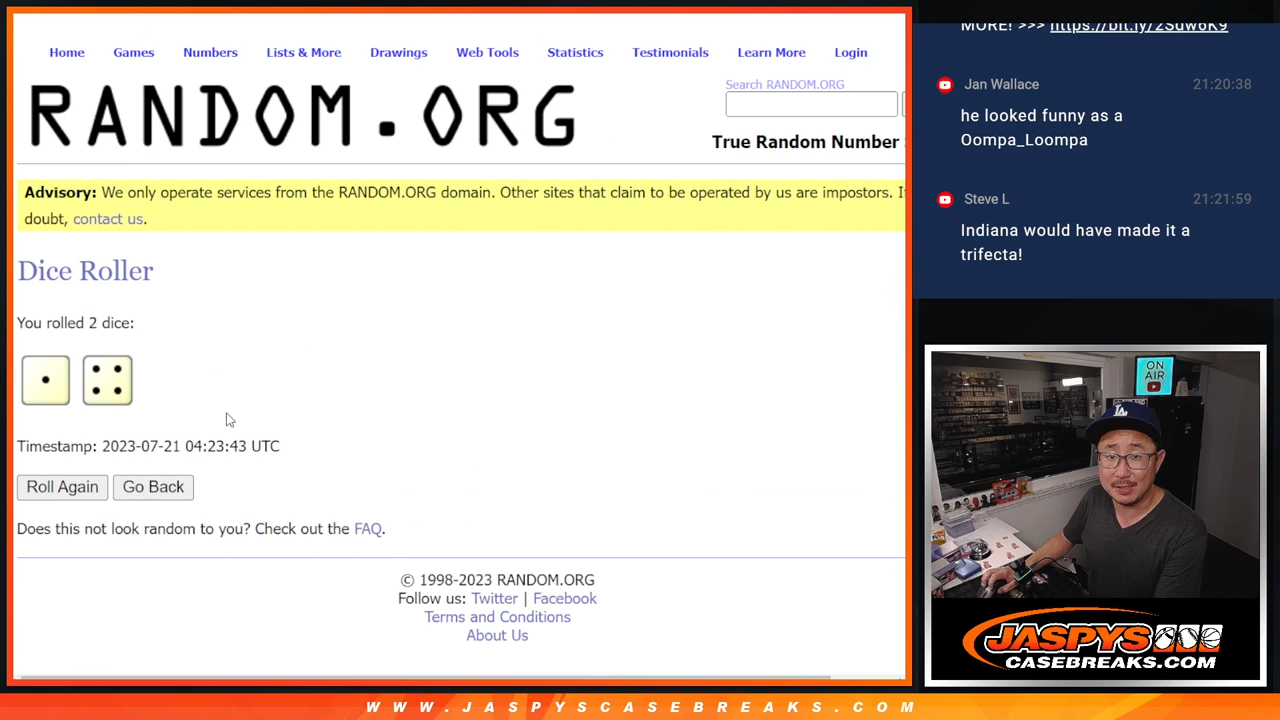 Home Games Numbers Lists & More Drawings Web Tools Statistics Testimonials Learn More Login
RANDOM.ORG
Search RANDOM.ORG
True Random Number
Advisory: We only operate services from the RANDOM.ORG domain. Other sites that claim to be operated by us are impostors. I
doubt, contact us.
Dice Roller
You rolled 2 dice:
Timestamp: 2023-07-21 04:23:43 UTC
Roll Again Go Back
Does this not look random to you? Check out the FAQ.
© 1998-2023 RANDOM.ORG
Follow us: Twitter | Facebook
Terms and Conditions
About Us
MORE! >>> https://bit.ly/2Sdw6K9
Jan Wallace 21:20:38
he looked funny as a
Oompa_Loompa
Steve L 21:21:59
Indiana would have made it a
trifecta!
ON
AIR
LA
JASPYS
CASEBREAKS.COM
WWW.JASPYSCASEBREAKS.COM